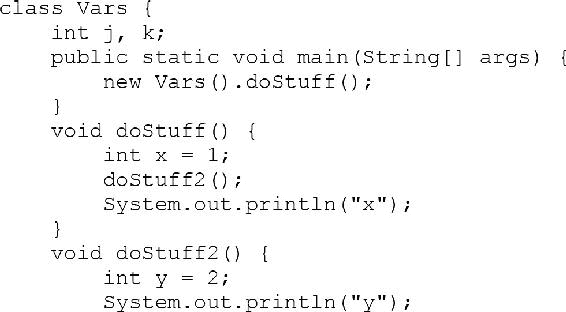 class Vars {
    int j, k;
    public static void main(String[] args) {
        new Vars().doStuff();
    }
    void doStuff() {
        int x = 1;
        doStuff2();
        System.out.println("x");
    }
    void doStuff2() {
        int y = 2;
        System.out.println("y");